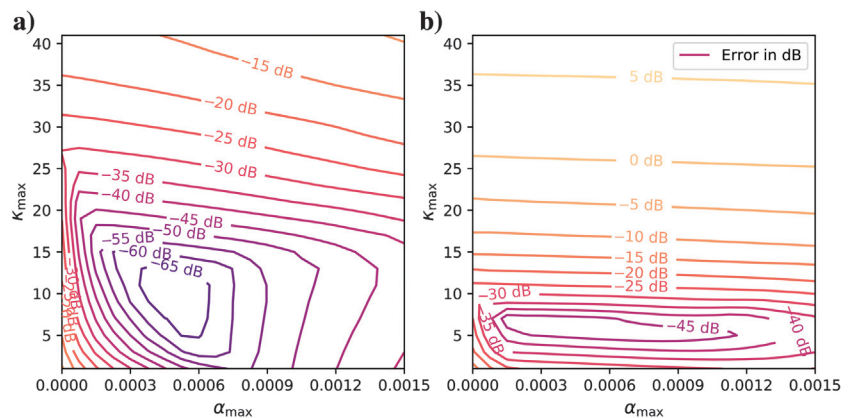 a)
40
35
30
25
20
15
10
5
κmax
−15 dB
−20 dB
−25 dB
−30 dB
−35 dB
−40 dB
−45 dB
−50 dB
−55 dB
−60 dB
−65 dB
0.0000 0.0003 0.0006 0.0009 0.0012 0.0015
αmax
b)
Error in dB
40
35
30
25
20
15
10
5
κmax
5 dB
0 dB
−5 dB
−10 dB
−15 dB
−20 dB
−25 dB
−30 dB
−35 dB
−40 dB
−45 dB
0.0000 0.0003 0.0006 0.0009 0.0012 0.0015
αmax